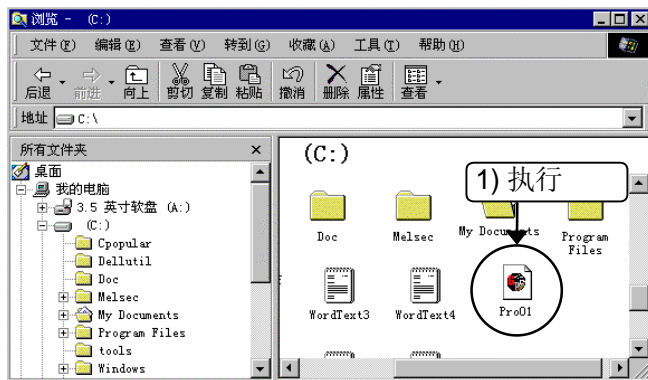 浏览 - (C:)
文件(F) 编辑(E) 查看(V) 转到(G) 收藏(A) 工具(T) 帮助(H)
后退 前进 向上 剪切 复制 粘贴 撤消 删除 属性 查看
地址 C:\
所有文件夹 ×
桌面
我的电脑
3.5 英寸软盘 (A:)
(C:)
Cpopular
Dellutil
Doc
Melsec
My Documents
Program Files
tools
Windows
(C:)
1) 执行
Doc Melsec My Documents Program
Files
WordText3 WordText4 Pro01